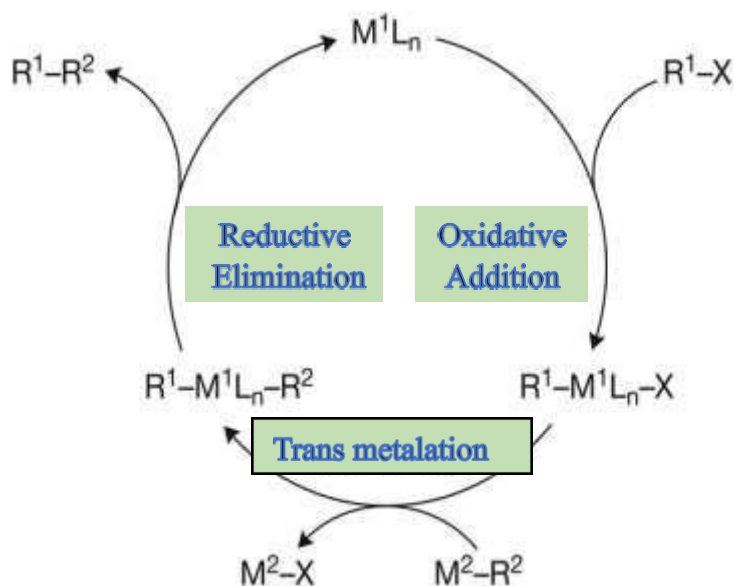 M¹Lₙ
R¹–R²
R¹–X
Reductive
Elimination
Oxidative
Addition
R¹–M¹Lₙ–R²
R¹–M¹Lₙ–X
Trans metalation
M²–X
M²–R²